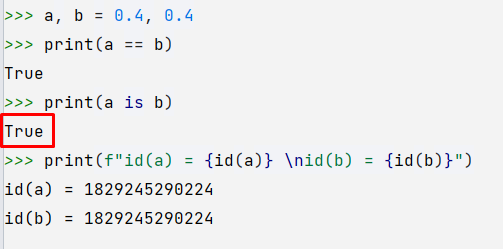 >>> a, b = 0.4, 0.4
>>> print(a == b)
True
>>> print(a is b)
True
>>> print(f"id(a) = {id(a)} \nid(b) = {id(b)}")
id(a) = 1829245290224
id(b) = 1829245290224